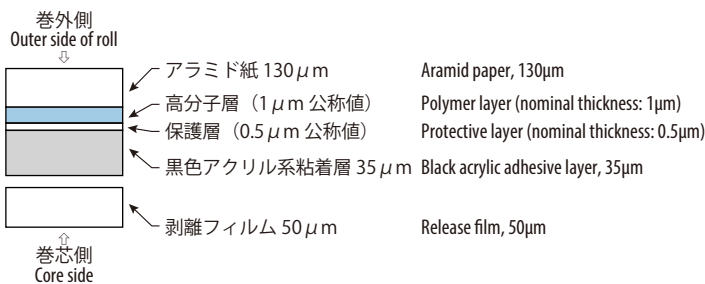 巻外側
Outer side of roll
⇩
アラミド紙 130μm Aramid paper, 130μm
高分子層（1μm 公称値） Polymer layer (nominal thickness: 1μm)
保護層（0.5μm 公称値） Protective layer (nominal thickness: 0.5μm)
黒色アクリル系粘着層 35μm Black acrylic adhesive layer, 35μm
剥離フィルム 50μm Release film, 50μm
⇧
巻芯側
Core side